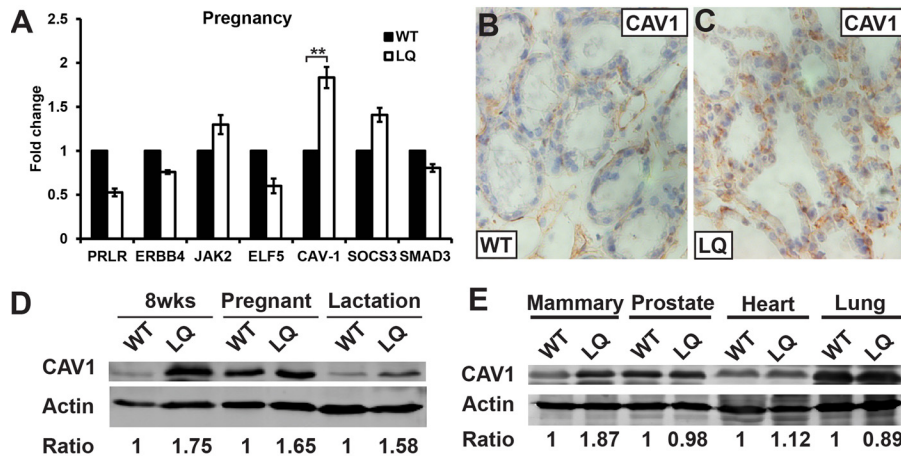 A
Pregnancy
WT
LQ
**
Fold change
2.5
2
1.5
1
0.5
0
PRLR ERBB4 JAK2 ELF5 CAV-1 SOCS3 SMAD3
B
CAV1
WT
C
CAV1
LQ
D
8wks Pregnant Lactation
WT LQ WT LQ WT LQ
CAV1
Actin
Ratio 1 1.75 1 1.65 1 1.58
E
Mammary Prostate Heart Lung
WT LQ WT LQ WT LQ WT LQ
CAV1
Actin
Ratio 1 1.87 1 0.98 1 1.12 1 0.89